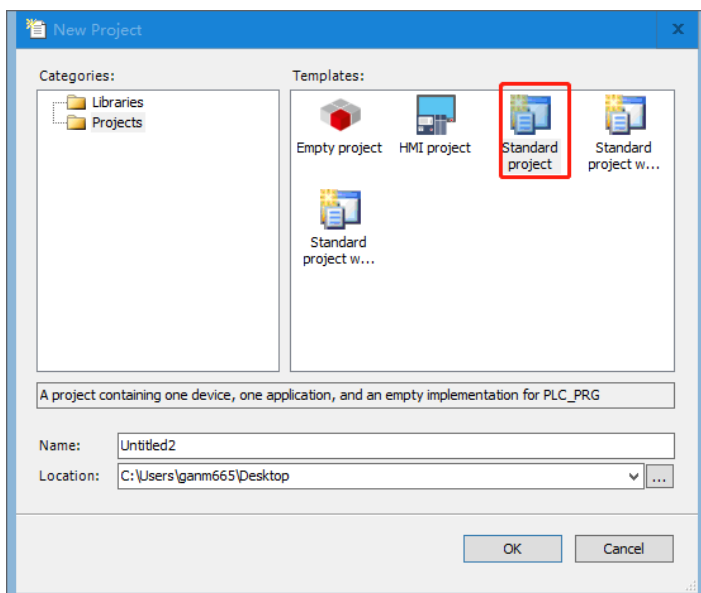 New Project
x
Categories:
Templates:
Libraries
Projects
Empty project
HMI project
Standard
project
Standard
project w...
Standard
project w...
A project containing one device, one application, and an empty implementation for PLC_PRG
Name:
Untitled2
Location:
C:\Users\ganm665\Desktop
...
OK
Cancel